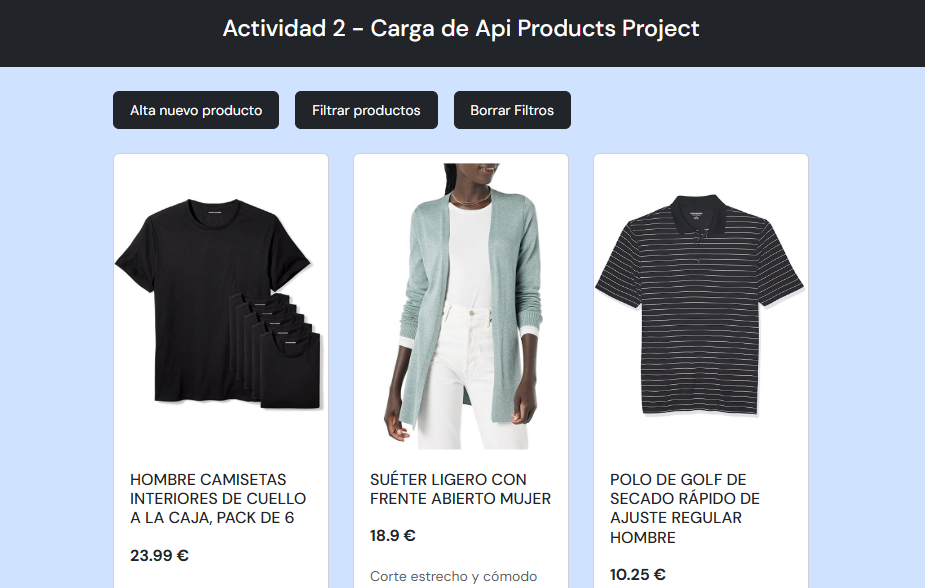 Actividad 2 - Carga de Api Products Project
Alta nuevo producto
Filtrar productos
Borrar Filtros
HOMBRE CAMISETAS
INTERIORES DE CUELLO
A LA CAJA, PACK DE 6
23.99 €
SUÉTER LIGERO CON
FRENTE ABIERTO MUJER
18.9 €
Corte estrecho y cómodo
POLO DE GOLF DE
SECADO RÁPIDO DE
AJUSTE REGULAR
HOMBRE
10.25 €